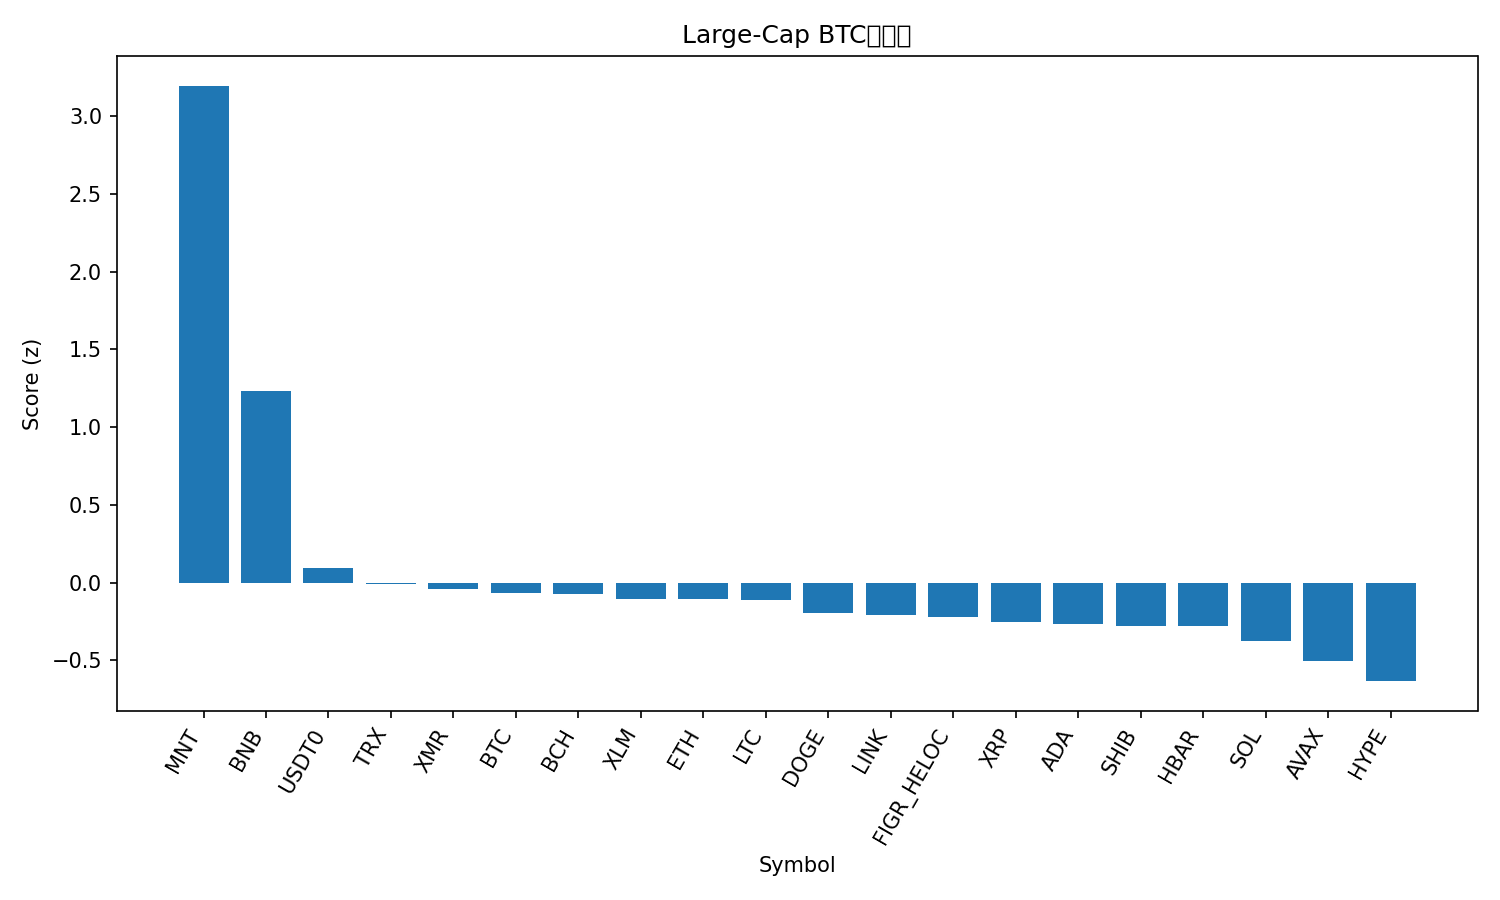 Large-Cap BTC
Score (z)
3.0
2.5
2.0
1.5
1.0
0.5
0.0
−0.5
MNT
BNB
USDT0
TRX
XMR
BTC
BCH
XLM
ETH
LTC
DOGE
LINK
FIGR_HELOC
XRP
ADA
SHIB
HBAR
SOL
AVAX
HYPE
Symbol